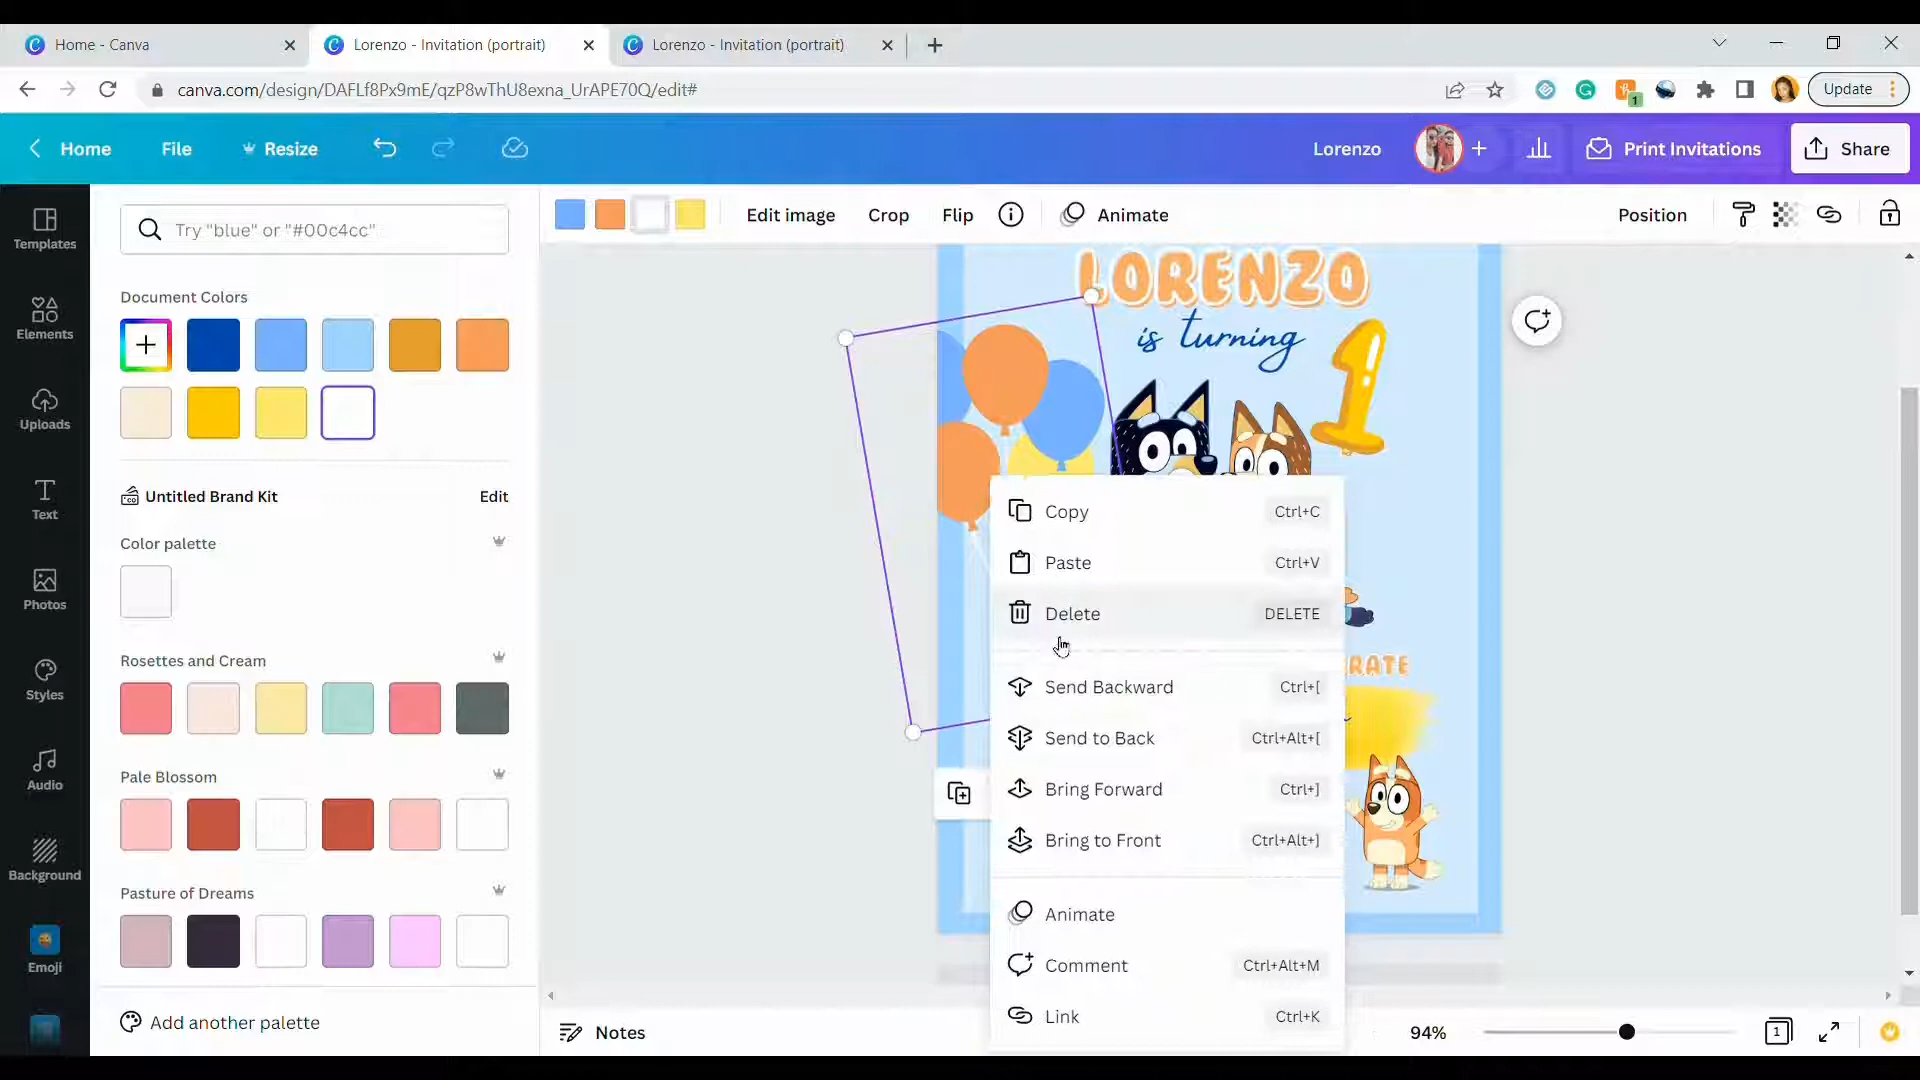 Home - Canva
Lorenzo - Invitation (portrait)
Lorenzo - Invitation (portrait)
canva.com/design/DAFLf8Px9mE/qzP8wThU8exna_UrAPE70Q/edit#
1
Update
Home
File
Resize
Lorenzo
Print Invitations
Share
Templates
Elements
Uploads
Text
Photos
Styles
Audio
Background
Emoji
Try "blue" or "#00c4cc"
Document Colors
Untitled Brand Kit
Edit
Color palette
Rosettes and Cream
Pale Blossom
Pasture of Dreams
Add another palette
Edit image
Crop
Flip
Animate
Position
LORENZO
is turning
1
RATE
Copy Ctrl+C
Paste Ctrl+V
Delete DELETE
Send Backward Ctrl+[
Send to Back Ctrl+Alt+[
Bring Forward Ctrl+]
Bring to Front Ctrl+Alt+]
Animate
Comment Ctrl+Alt+M
Link Ctrl+K
Notes
94%
1